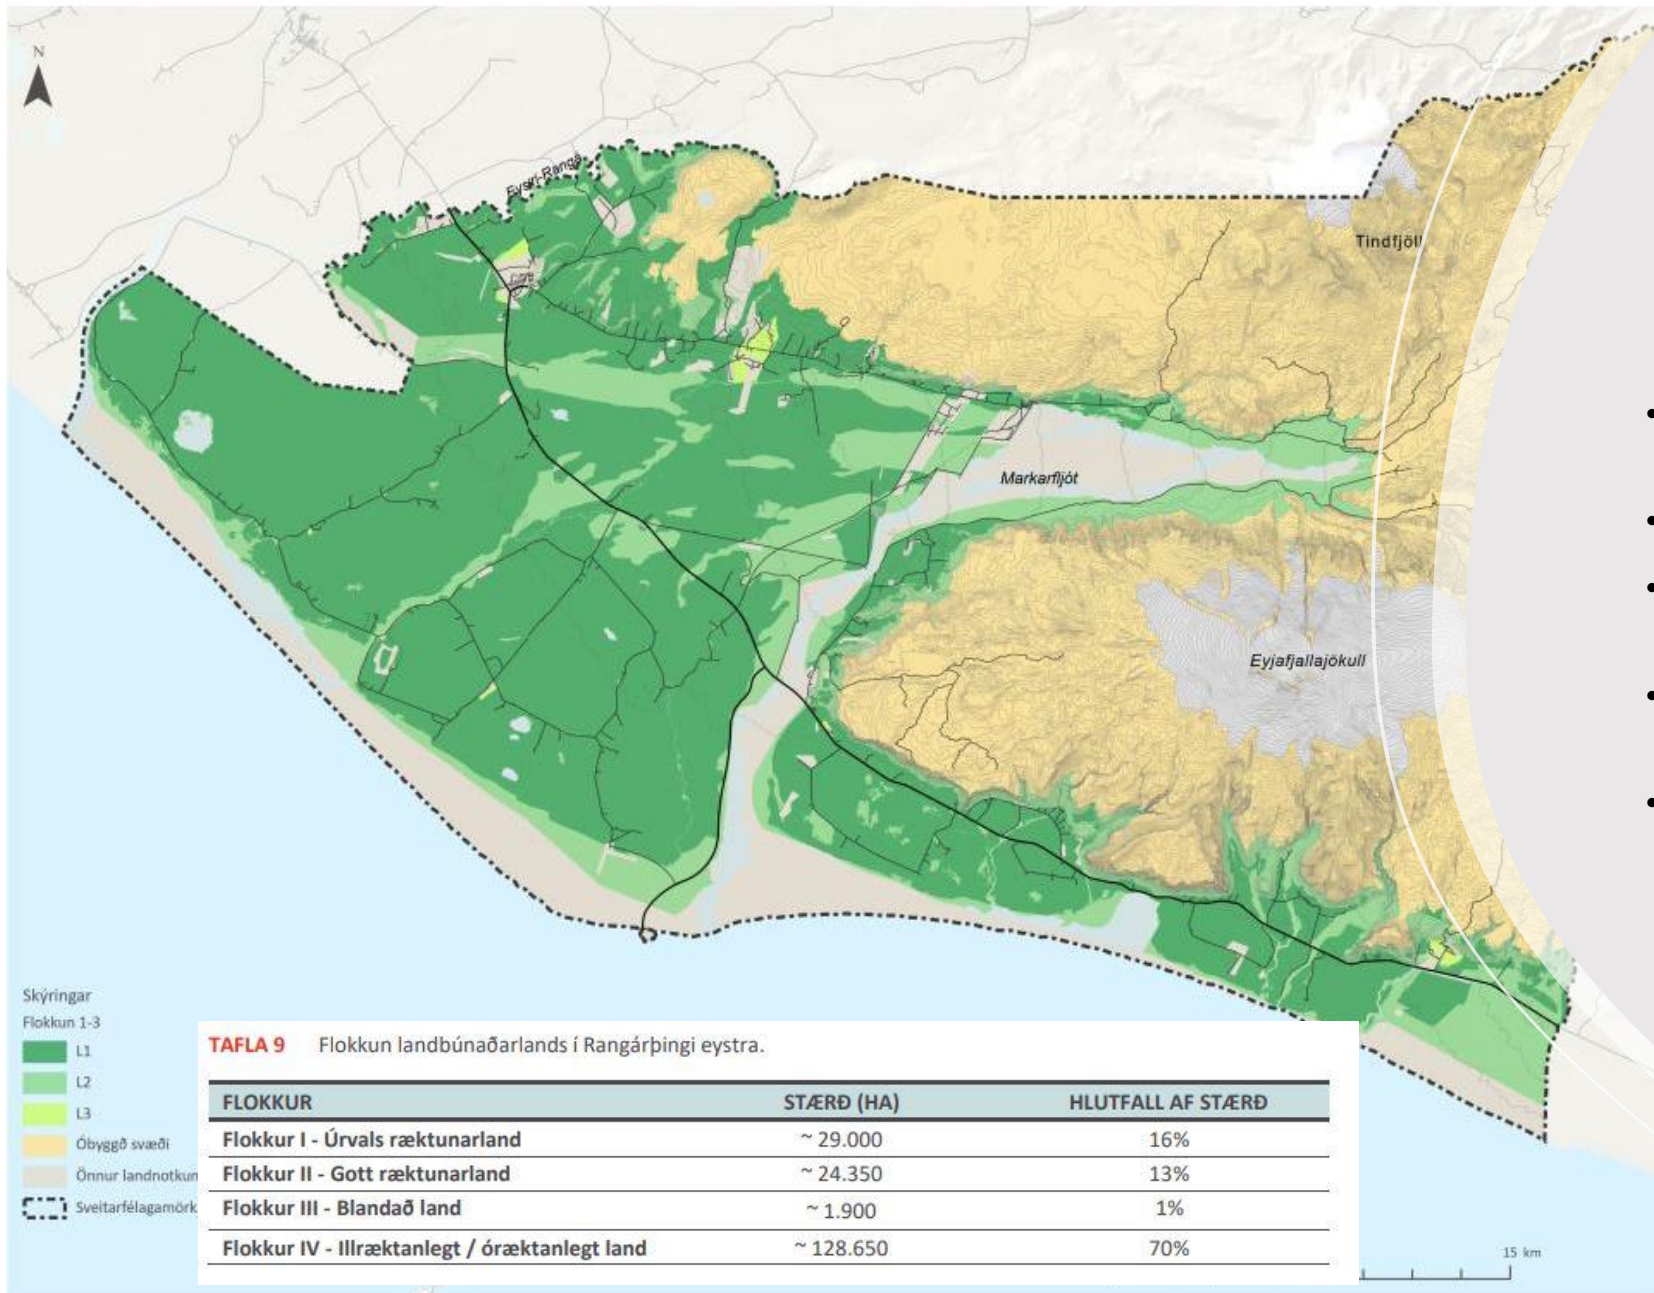 N
Eystri-Rangá
Tindfjöll
Markarfljót
Eyjafjallajökull
Skýringar
Flokkun 1-3
L1
L2
L3
Óbyggð svæði
Önnur landnotkun
Sveitarfélagamörk
TAFLA 9 Flokkun landbúnaðarlands í Rangárþingi eystra.
FLOKKUR STÆRÐ (HA) HLUTFALL AF STÆRÐ
Flokkur I - Úrvals ræktunarland ~ 29.000 16%
Flokkur II - Gott ræktunarland ~ 24.350 13%
Flokkur III - Blandað land ~ 1.900 1%
Flokkur IV - Illræktanlegt / óræktanlegt land ~ 128.650 70%
15 km